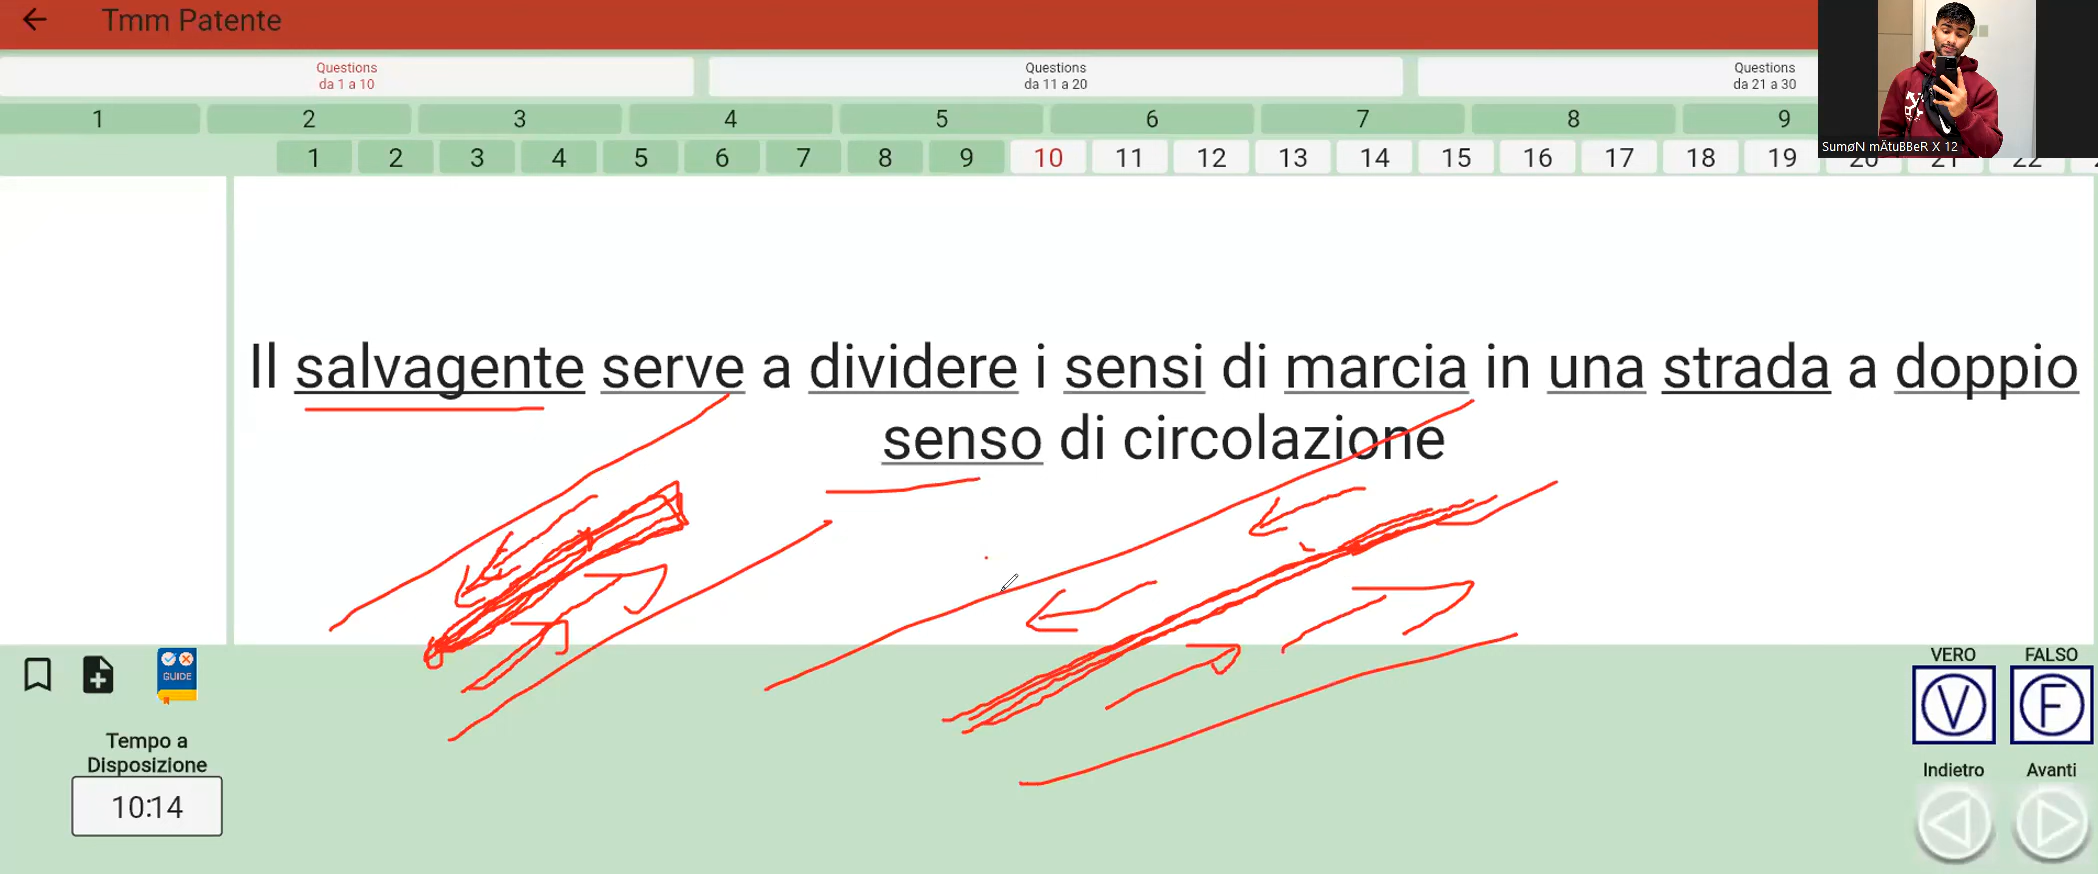 Tmm Patente
Questions
da 1 a 10
Questions
da 11 a 20
Questions
da 21 a 30
1 2 3 4 5 6 7 8 9
1 2 3 4 5 6 7 8 9 10 11 12 13 14 15 16 17 18 19 20 21 22
SumøN mÄtuBBeR X 12
Il salvagente serve a dividere i sensi di marcia in una strada a doppio
senso di circolazione
GUIDE
Tempo a
Disposizione
10:14
VERO FALSO
V F
Indietro Avanti